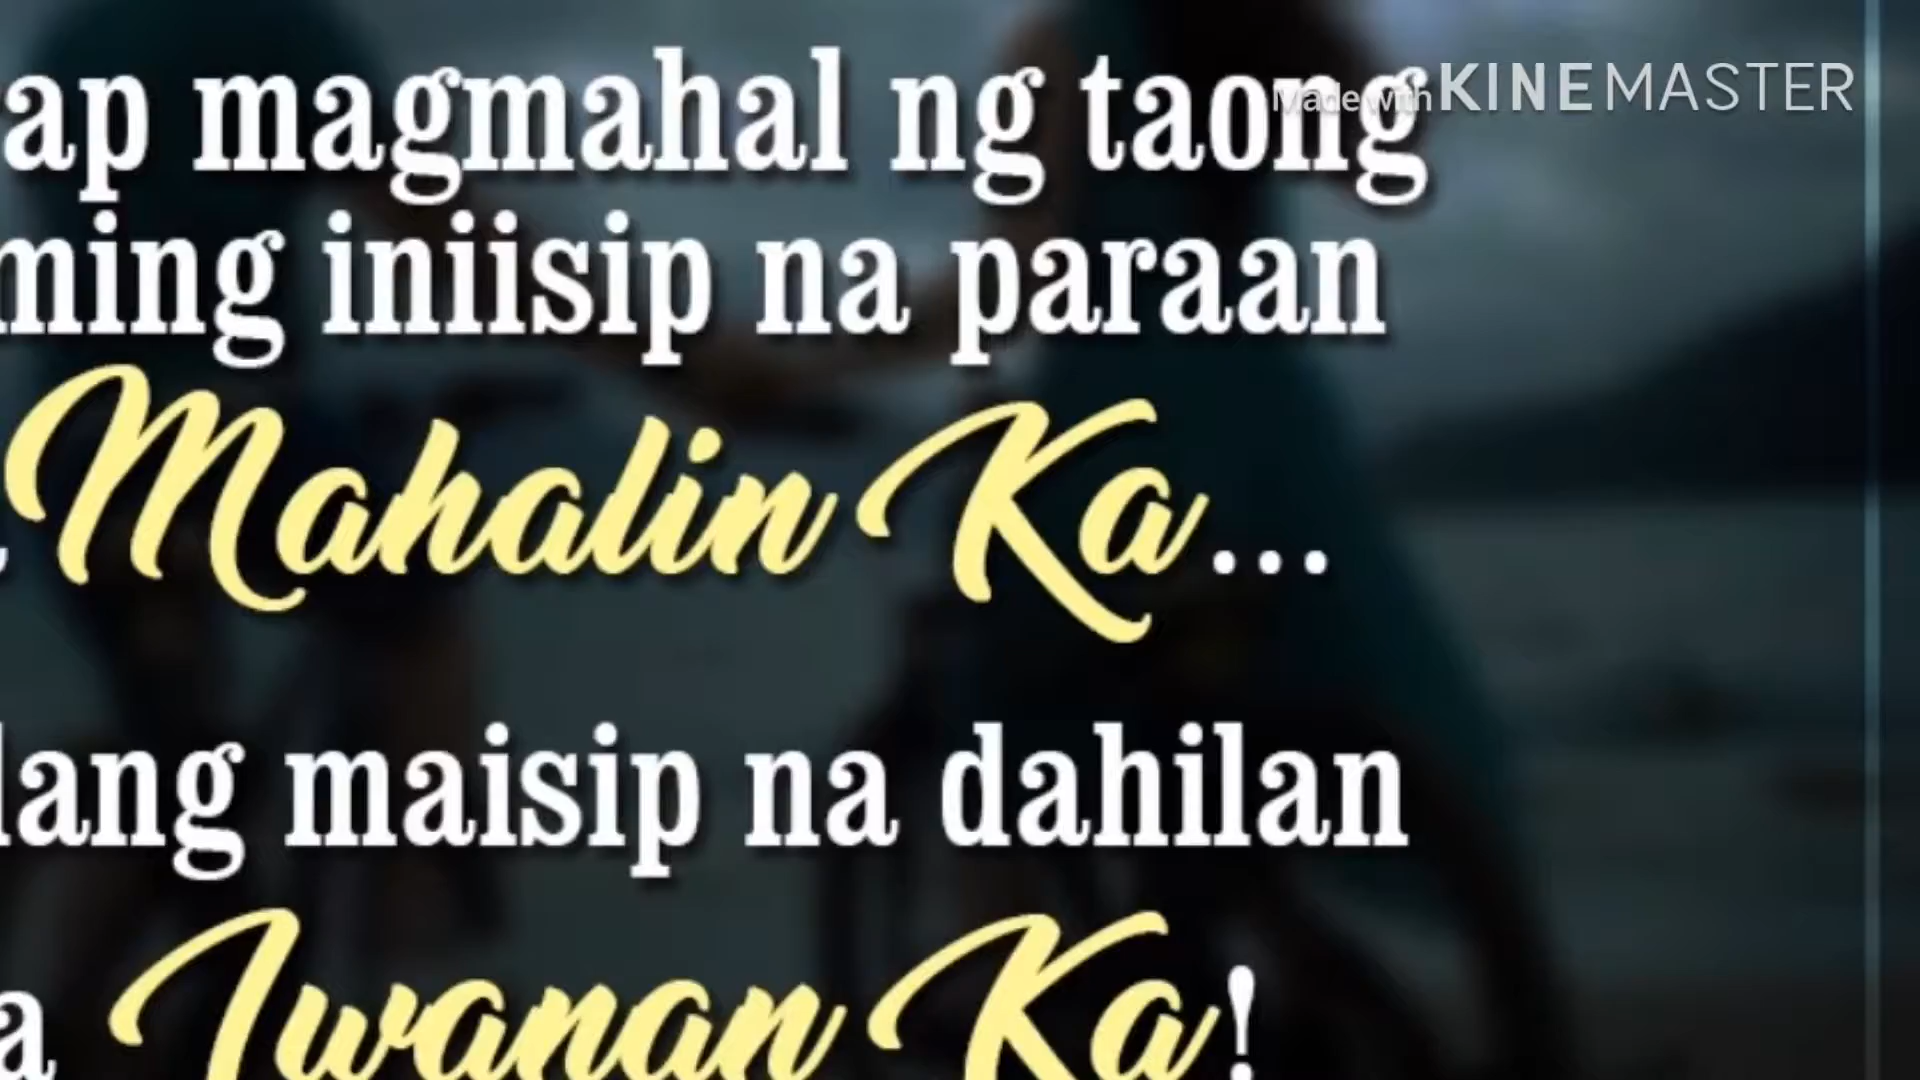 ap magmahal ng taong
Made with KINEMASTER
ming iniisip na paraan
Mahalin Ka...
lang maisip na dahilan
a Iwanan Ka!